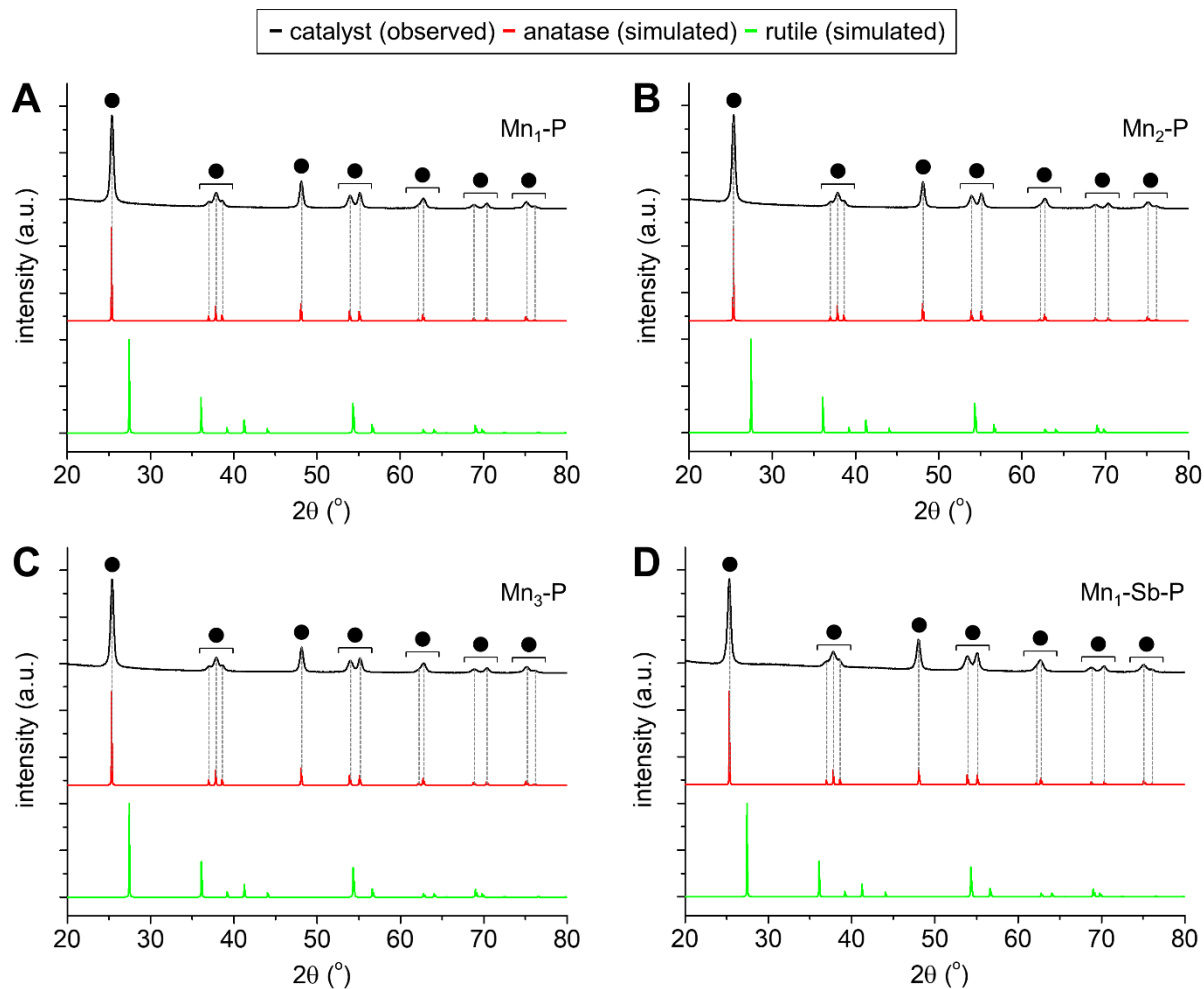 catalyst (observed) anatase (simulated) rutile (simulated)
A
Mn₁-P
intensity (a.u.)
20 30 40 50 60 70 80
2θ (°)
B
Mn₂-P
intensity (a.u.)
20 30 40 50 60 70 80
2θ (°)
C
Mn₃-P
intensity (a.u.)
20 30 40 50 60 70 80
2θ (°)
D
Mn₁-Sb-P
intensity (a.u.)
20 30 40 50 60 70 80
2θ (°)